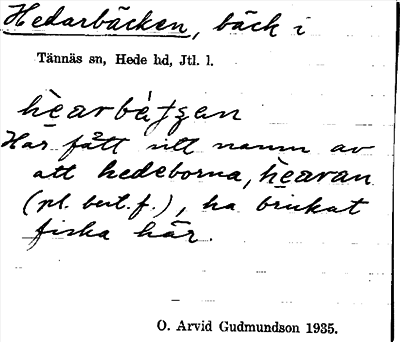 Hedarbäcken, bäck i
Tännäs sn, Hede hd, Jtl. l.
Har fått sitt namn av
att hedeborna, hèaran
(pl. best. f.), ha brukat
fiska här.
O. Arvid Gudmundson 1935.